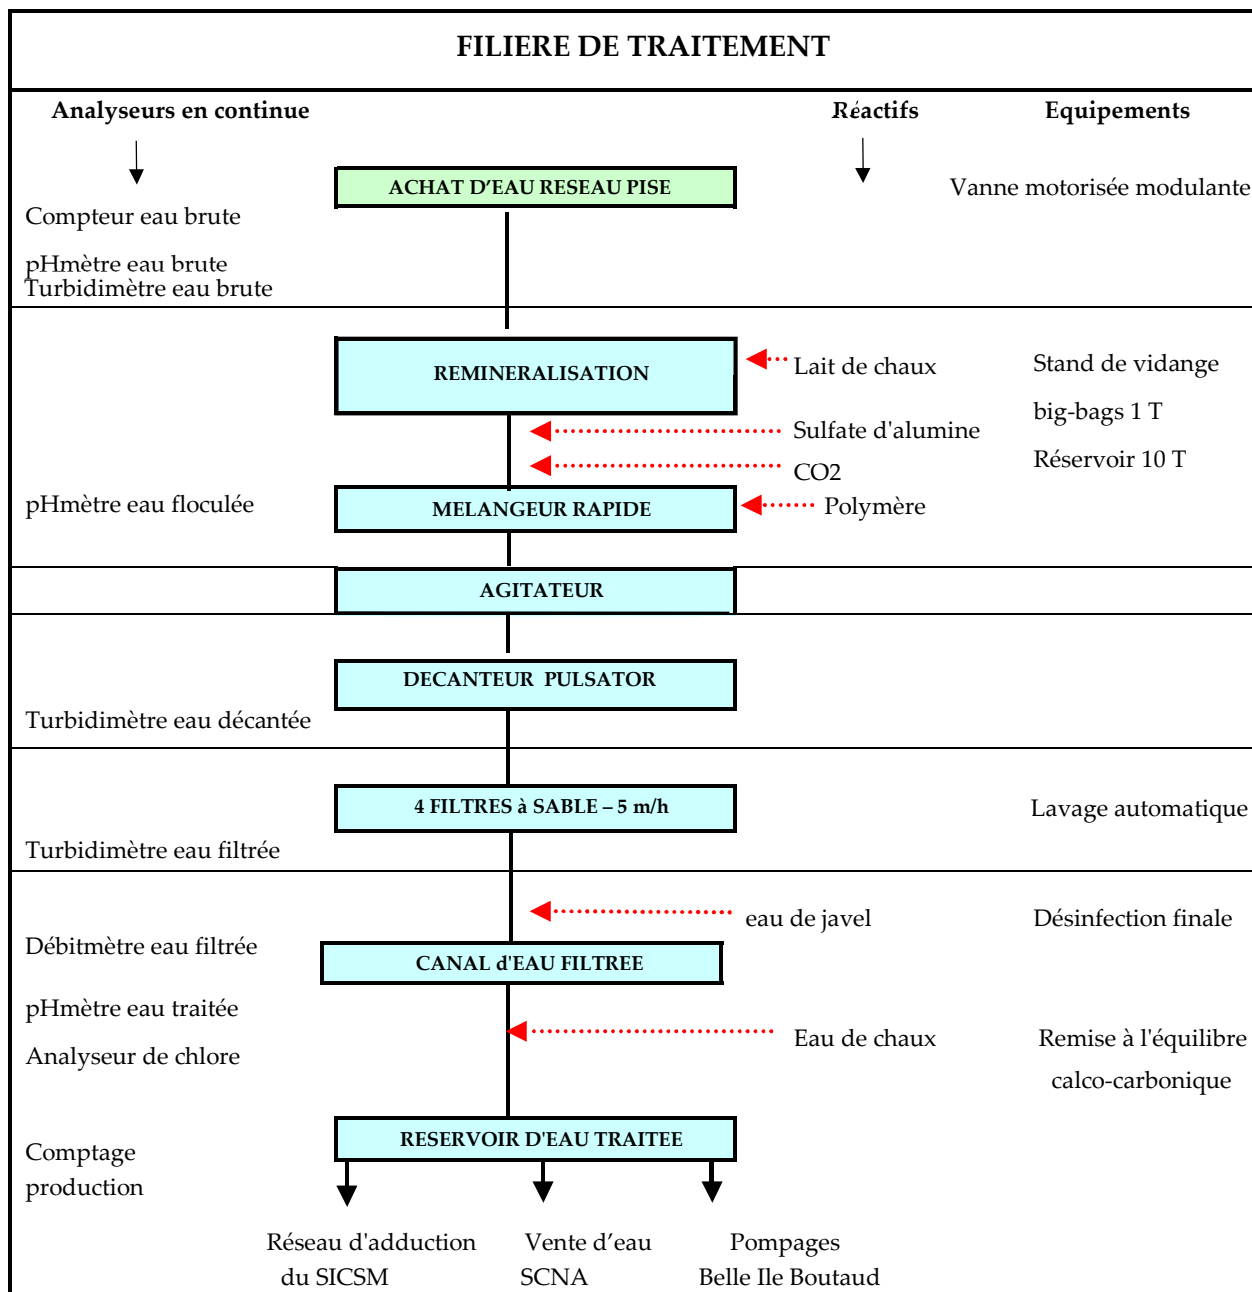 FILIERE DE TRAITEMENT
Analyseurs en continue
Réactifs
Equipements
ACHAT D’EAU RESEAU PISE
Vanne motorisée modulante
Compteur eau brute
pHmètre eau brute
Turbidimètre eau brute
REMINERALISATION
Lait de chaux
Stand de vidange
big-bags 1 T
Sulfate d'alumine
Réservoir 10 T
CO2
pHmètre eau floculée
MELANGEUR RAPIDE
Polymère
AGITATEUR
DECANTEUR PULSATOR
Turbidimètre eau décantée
4 FILTRES à SABLE – 5 m/h
Lavage automatique
Turbidimètre eau filtrée
eau de javel
Désinfection finale
Débitmètre eau filtrée
CANAL d'EAU FILTREE
pHmètre eau traitée
Analyseur de chlore
Eau de chaux
Remise à l'équilibre
calco-carbonique
RESERVOIR D'EAU TRAITEE
Comptage
production
Réseau d'adduction
du SICSM
Vente d’eau
SCNA
Pompages
Belle Ile Boutaud